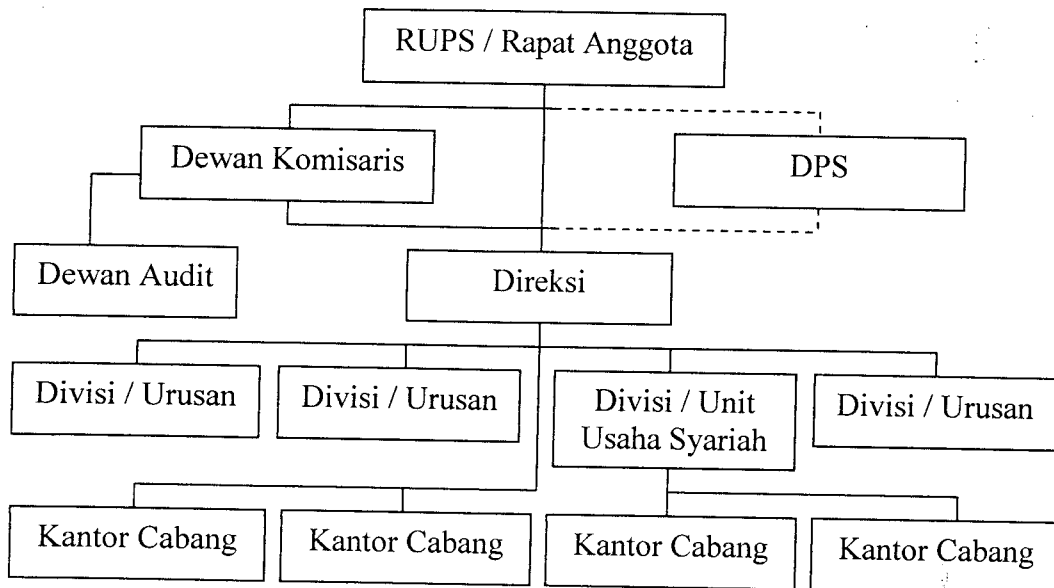 RUPS / Rapat Anggota
Dewan Komisaris
DPS
Dewan Audit
Direksi
Divisi / Urusan
Divisi / Urusan
Divisi / Unit
Usaha Syariah
Divisi / Urusan
Kantor Cabang
Kantor Cabang
Kantor Cabang
Kantor Cabang